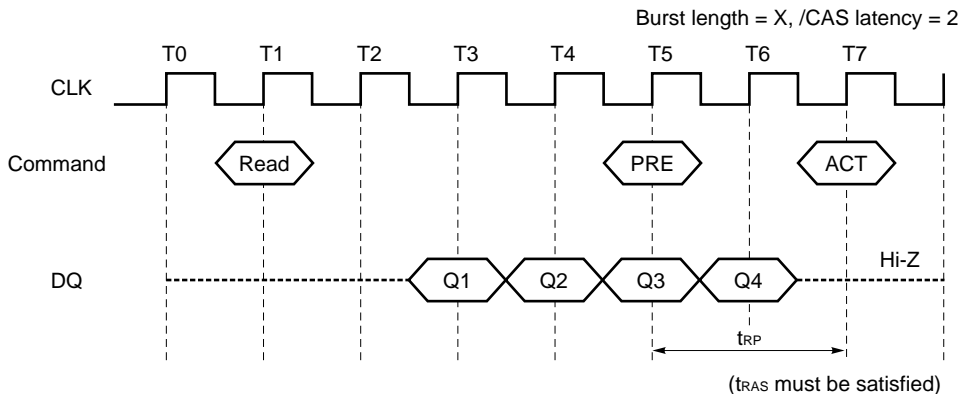 Burst length = X, /CAS latency = 2
T0 T1 T2 T3 T4 T5 T6 T7
CLK
Command Read PRE ACT
Hi-Z
DQ Q1 Q2 Q3 Q4
tRP
(tRAS must be satisfied)